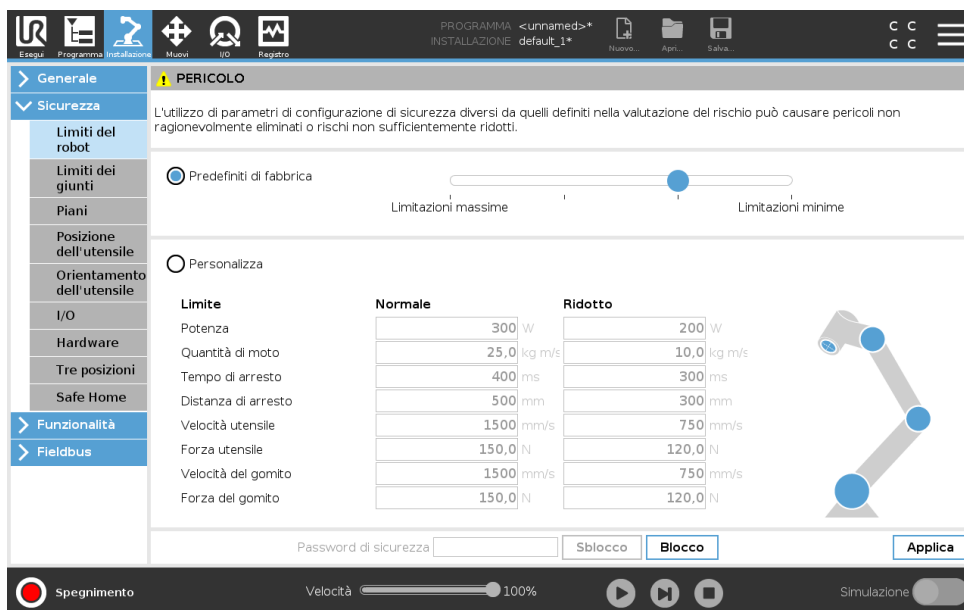 UR
PROGRAMMA <unnamed>*
INSTALLAZIONE default_1*
Esegui Programma Installazione Muovi I/O Registro
Nuovo... Apri... Salva...
C C
C C
Generale
Sicurezza
Limiti del
robot
Limiti dei
giunti
Piani
Posizione
dell'utensile
Orientamento
dell'utensile
I/O
Hardware
Tre posizioni
Safe Home
Funzionalità
Fieldbus
PERICOLO
L'utilizzo di parametri di configurazione di sicurezza diversi da quelli definiti nella valutazione del rischio può causare pericoli non
ragionevolmente eliminati o rischi non sufficientemente ridotti.
Predefiniti di fabbrica
Limitazioni massime Limitazioni minime
Personalizza
Limite Normale Ridotto
Potenza 300 W 200 W
Quantità di moto 25,0 kg m/s 10,0 kg m/s
Tempo di arresto 400 ms 300 ms
Distanza di arresto 500 mm 300 mm
Velocità utensile 1500 mm/s 750 mm/s
Forza utensile 150,0 N 120,0 N
Velocità del gomito 1500 mm/s 750 mm/s
Forza del gomito 150,0 N 120,0 N
Password di sicurezza Sblocco Blocco Applica
Spegnimento Velocità 100% Simulazione